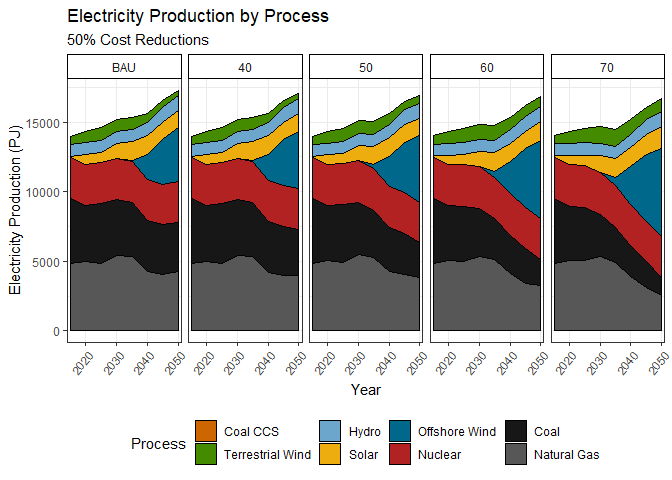 Electricity Production by Process
50% Cost Reductions
BAU 40 50 60 70
15000
10000
5000
0
Electricity Production (PJ)
2020 2030 2040 2050 2020 2030 2040 2050 2020 2030 2040 2050 2020 2030 2040 2050 2020 2030 2040 2050
Year
Process
Coal CCS Hydro Offshore Wind Coal
Terrestrial Wind Solar Nuclear Natural Gas